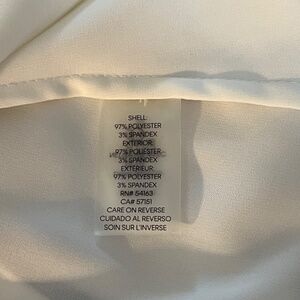 SHELL:
97% POLYESTER
3% SPANDEX
EXTERIOR:
97% POLIESTER
3% SPANDEX
EXTERIEUR:
97% POLYESTER
3% SPANDEX
RN# 54163
CA# 57151
CARE ON REVERSE
CUIDADO AL REVERSO
SOIN SUR L'INVERSE